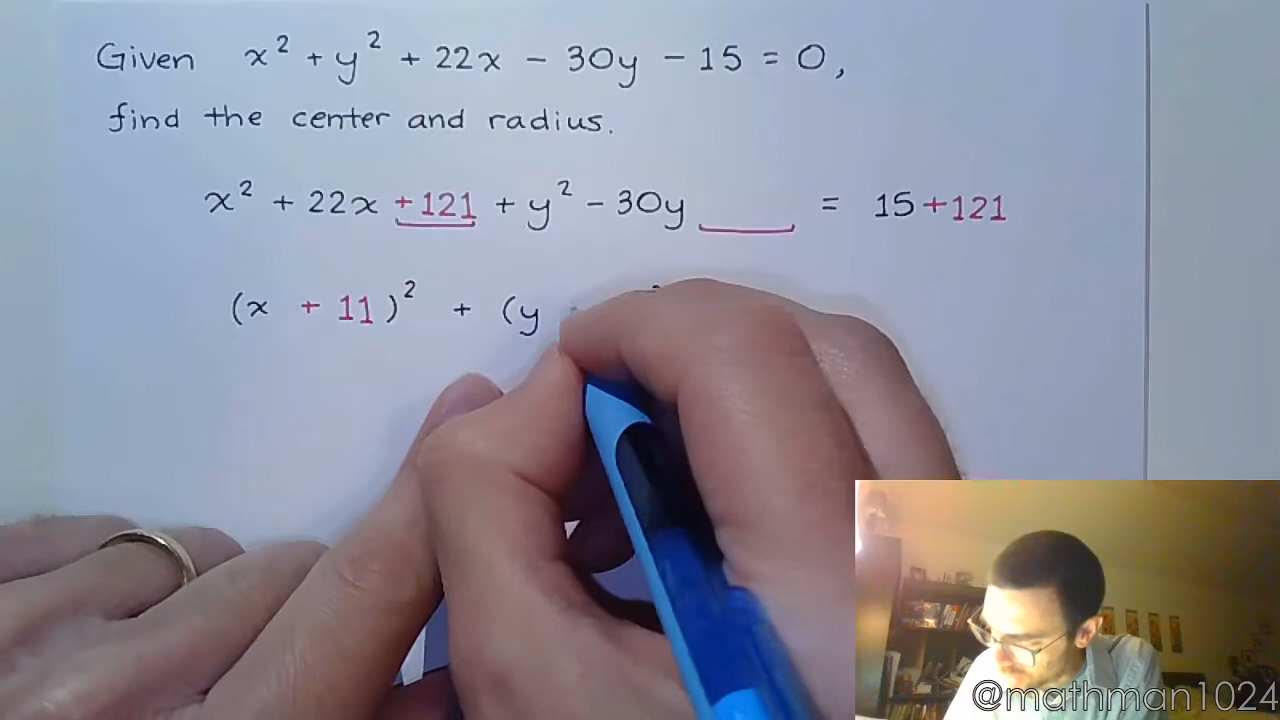 Given x² + y² + 22x - 30y - 15 = 0,
find the center and radius.
x² + 22x +121 + y² - 30y ____ = 15 +121
(x + 11)² + (y
@mathman1024